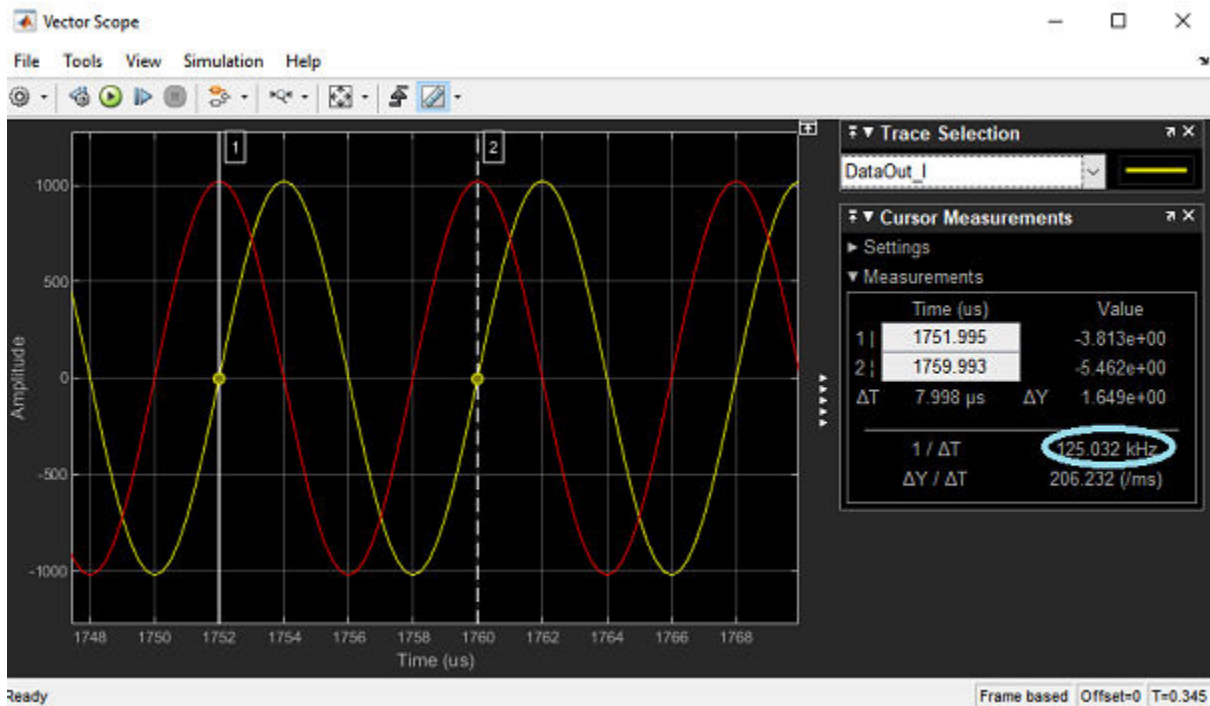 Vector Scope
File Tools View Simulation Help
1
2
1000
500
0
-500
-1000
Amplitude
1748 1750 1752 1754 1756 1758 1760 1762 1764 1766 1768
Time (us)
Trace Selection
DataOut_I
Cursor Measurements
Settings
Measurements
Time (us) Value
1 | 1751.995 -3.813e+00
2 ¦ 1759.993 -5.462e+00
ΔT 7.998 µs ΔY 1.649e+00
1 / ΔT 125.032 kHz
ΔY / ΔT 206.232 (/ms)
Ready Frame based Offset=0 T=0.345